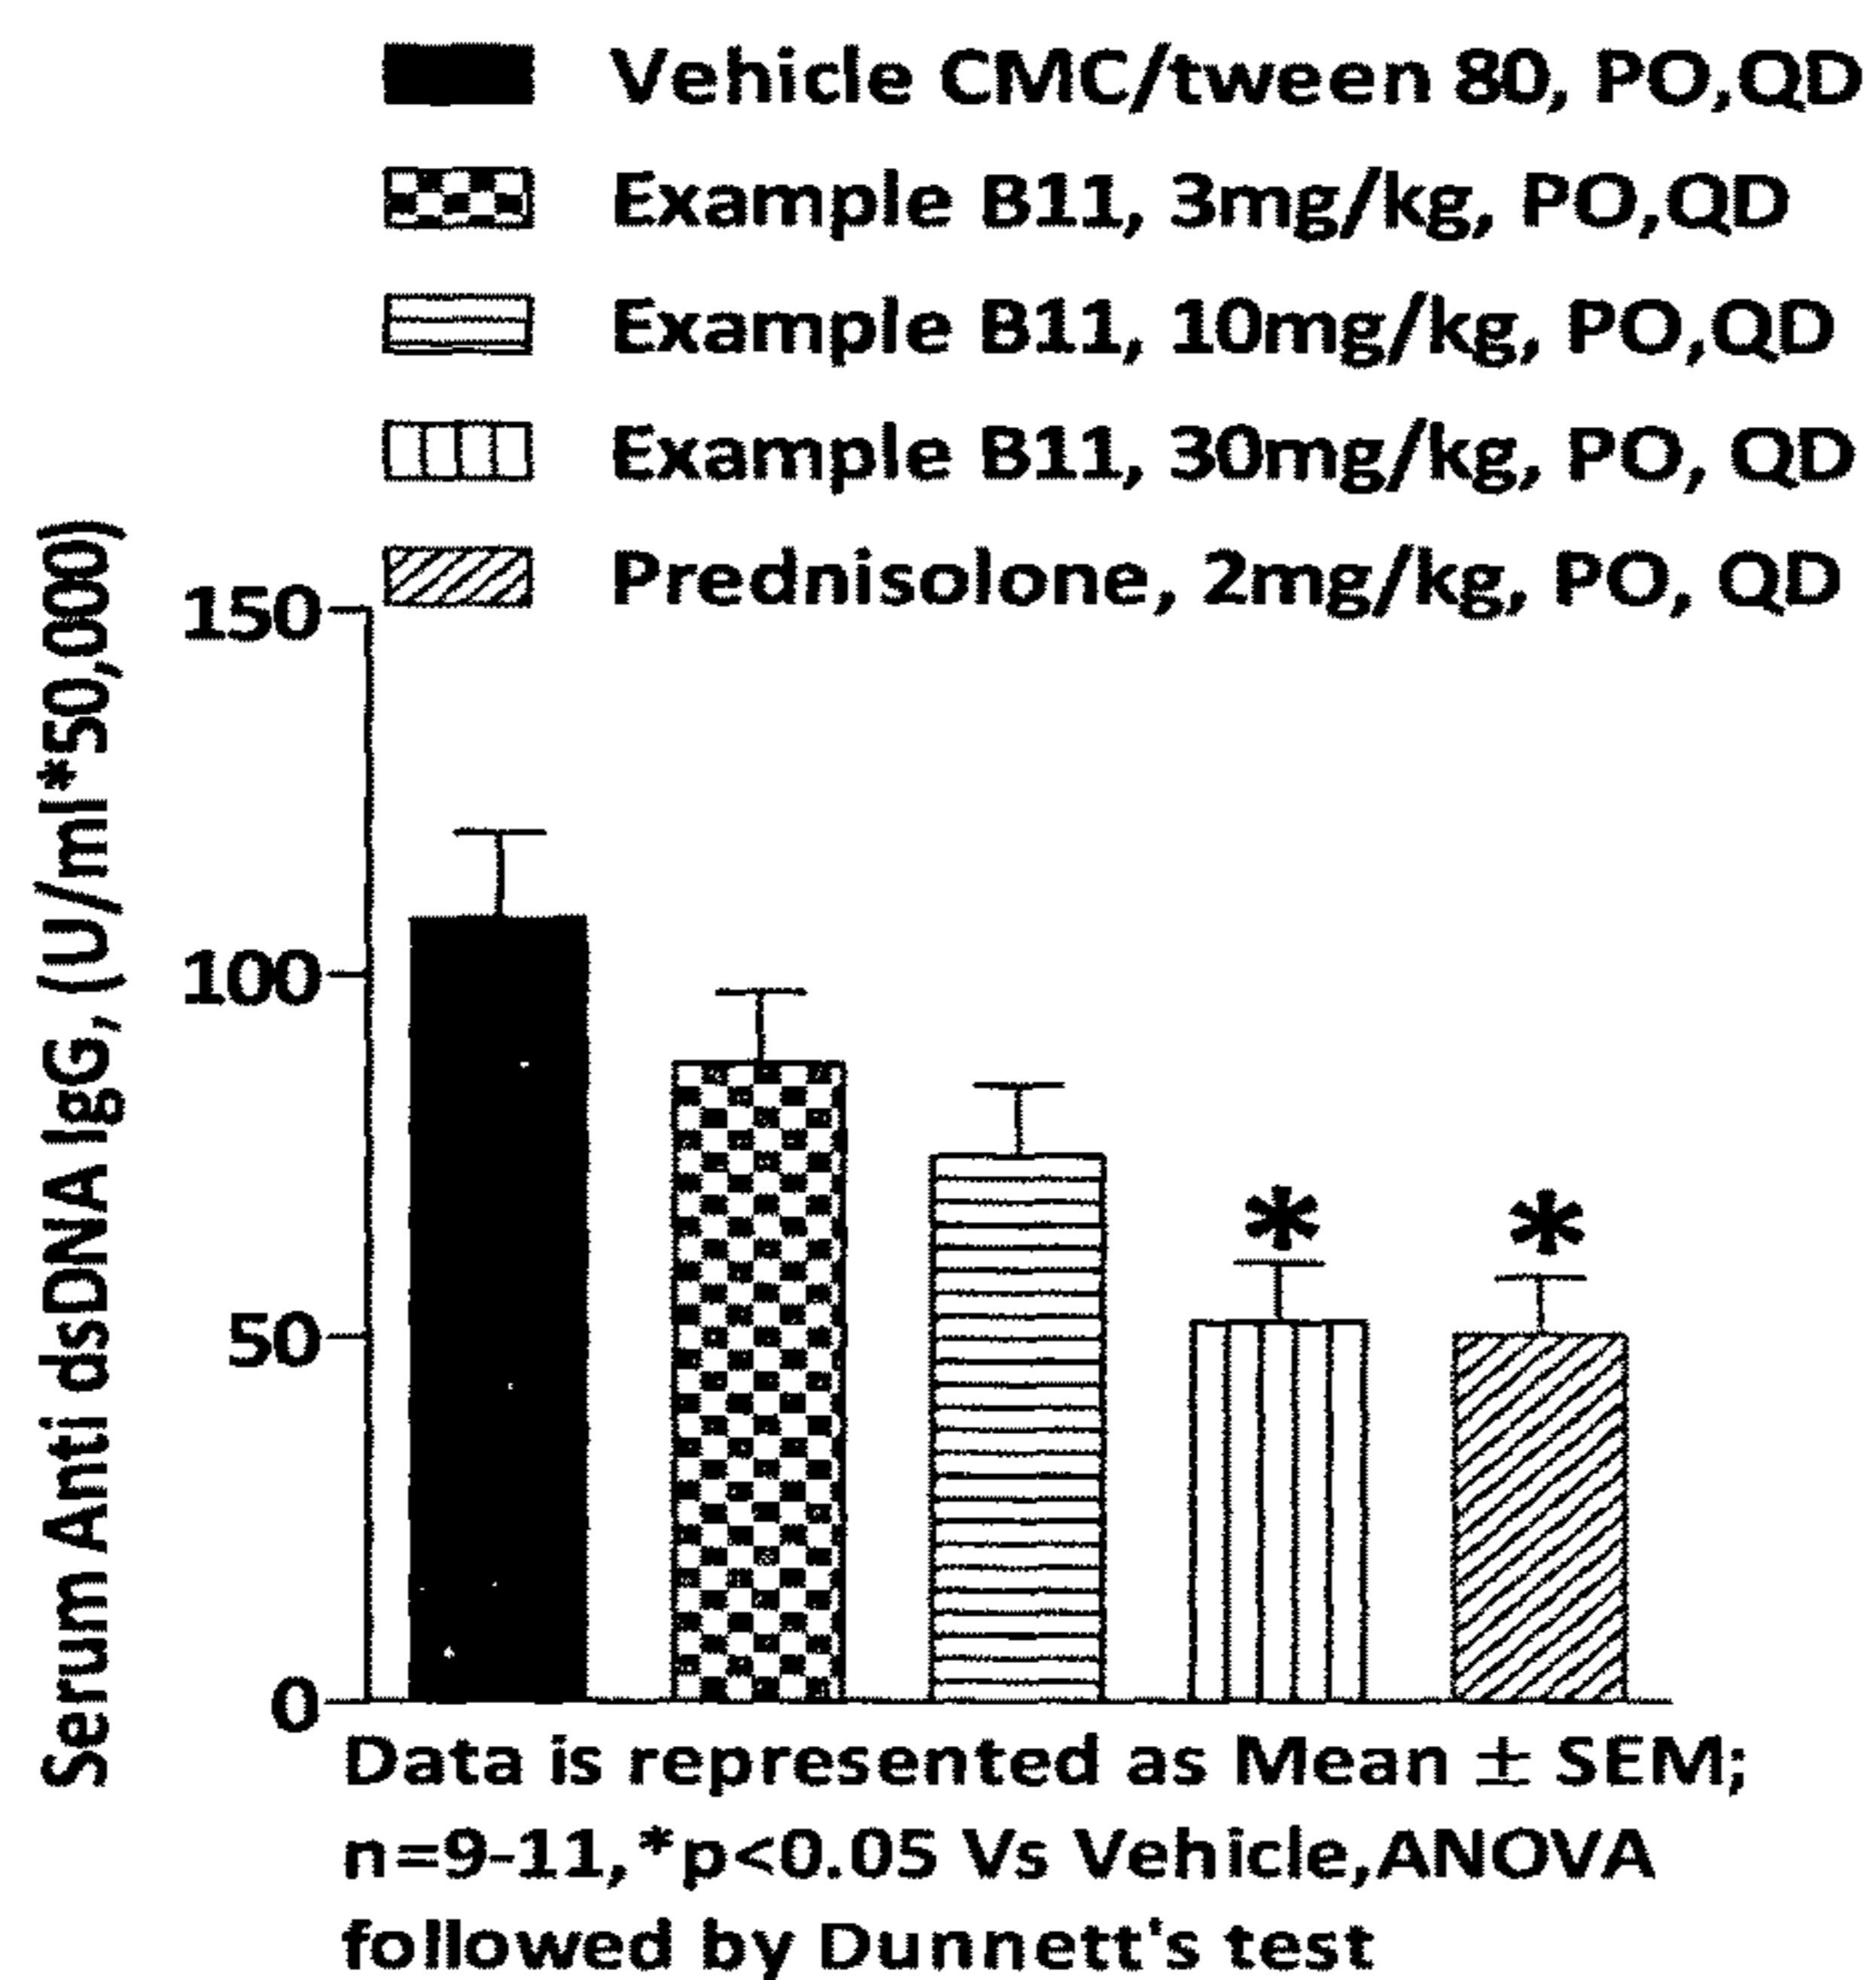 Vehicle CMC/tween 80, PO,QD
Example B11, 3mg/kg, PO,QD
Example B11, 10mg/kg, PO,QD
Example B11, 30mg/kg, PO, QD
Prednisolone, 2mg/kg, PO, QD
Serum Anti dsDNA IgG, (U/ml*50,000)
150
100
50
0
*
*
Data is represented as Mean ± SEM;
n=9-11,*p<0.05 Vs Vehicle,ANOVA
followed by Dunnett's test